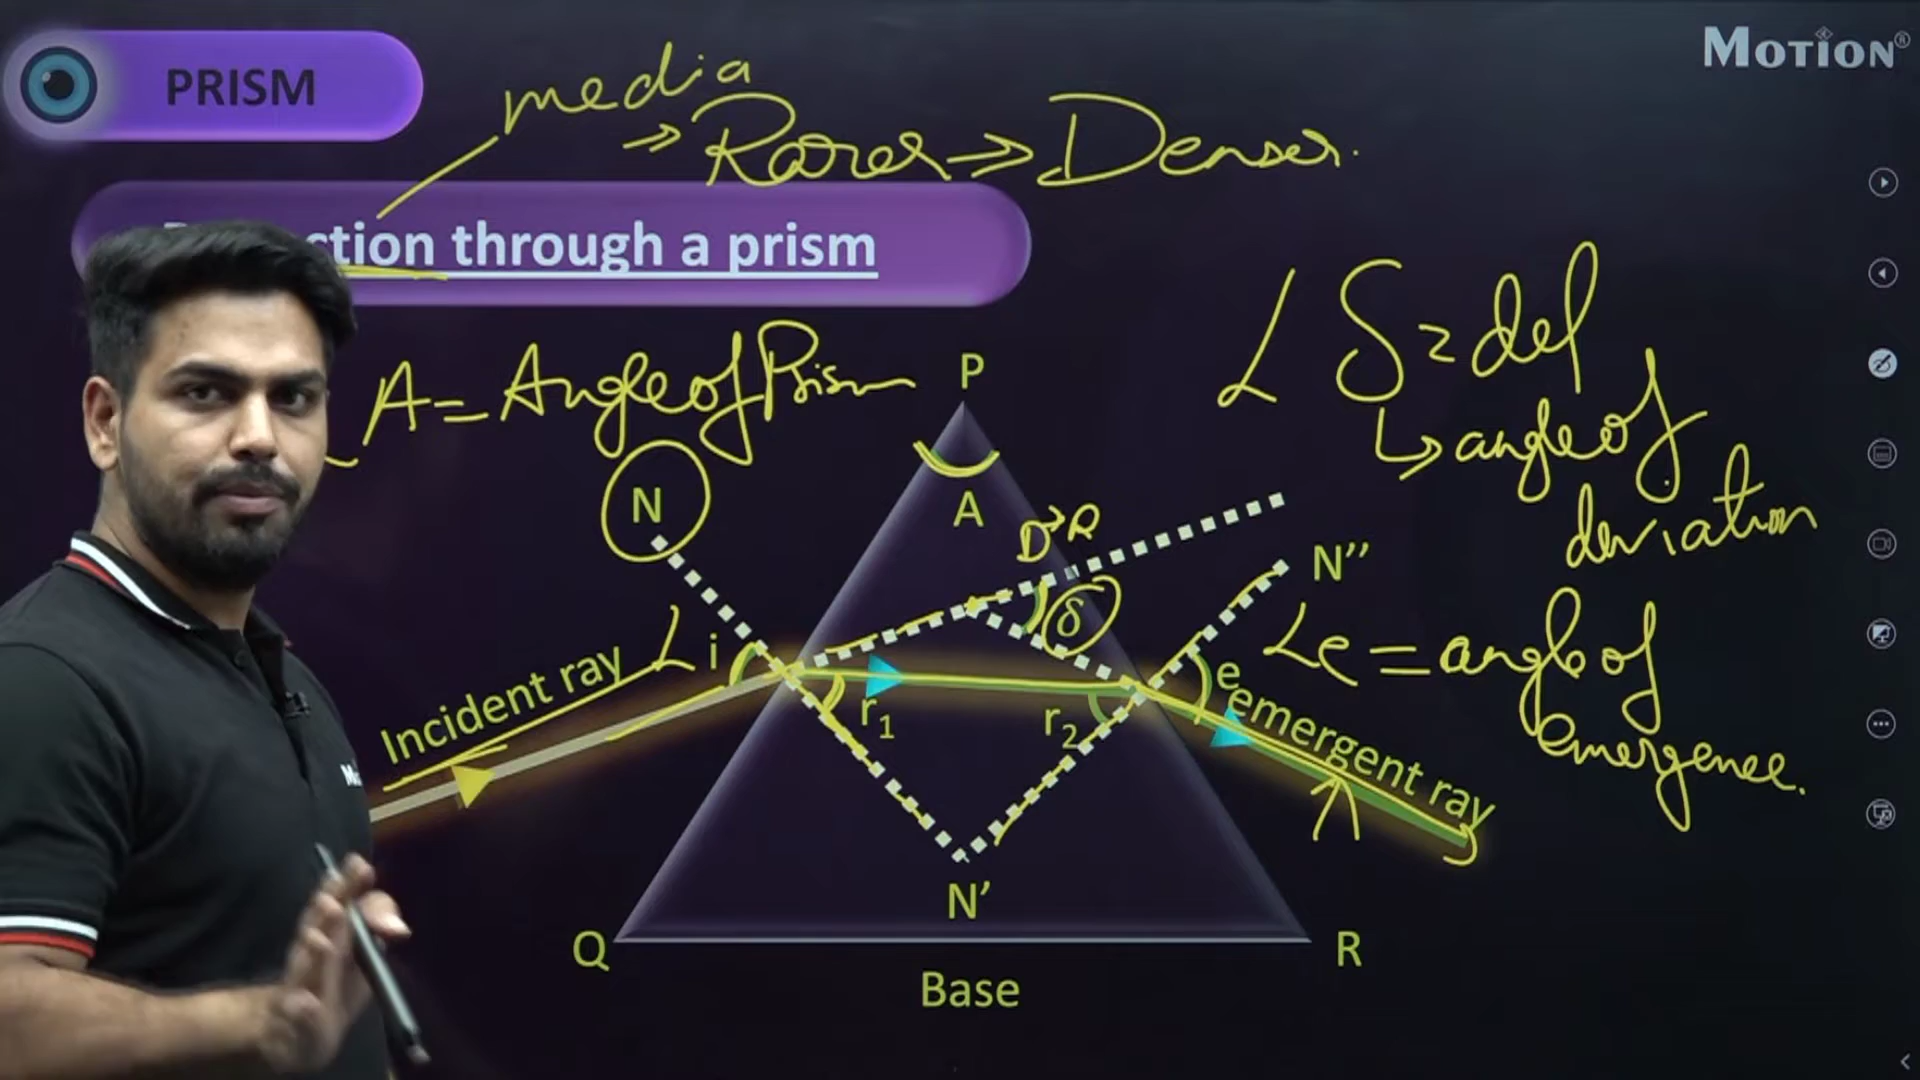 MOTION®
PRISM
media
→ Rarer → Denser.
ction through a prism
∠ δ = del
↳ angle of
deviation
A = Angle of Prism
P
N
A
D→R
N''
δ
∠e = angle of
emergence.
Incident ray ∠i
r₁
r₂
e
emergent ray
N'
Q
R
Base
M